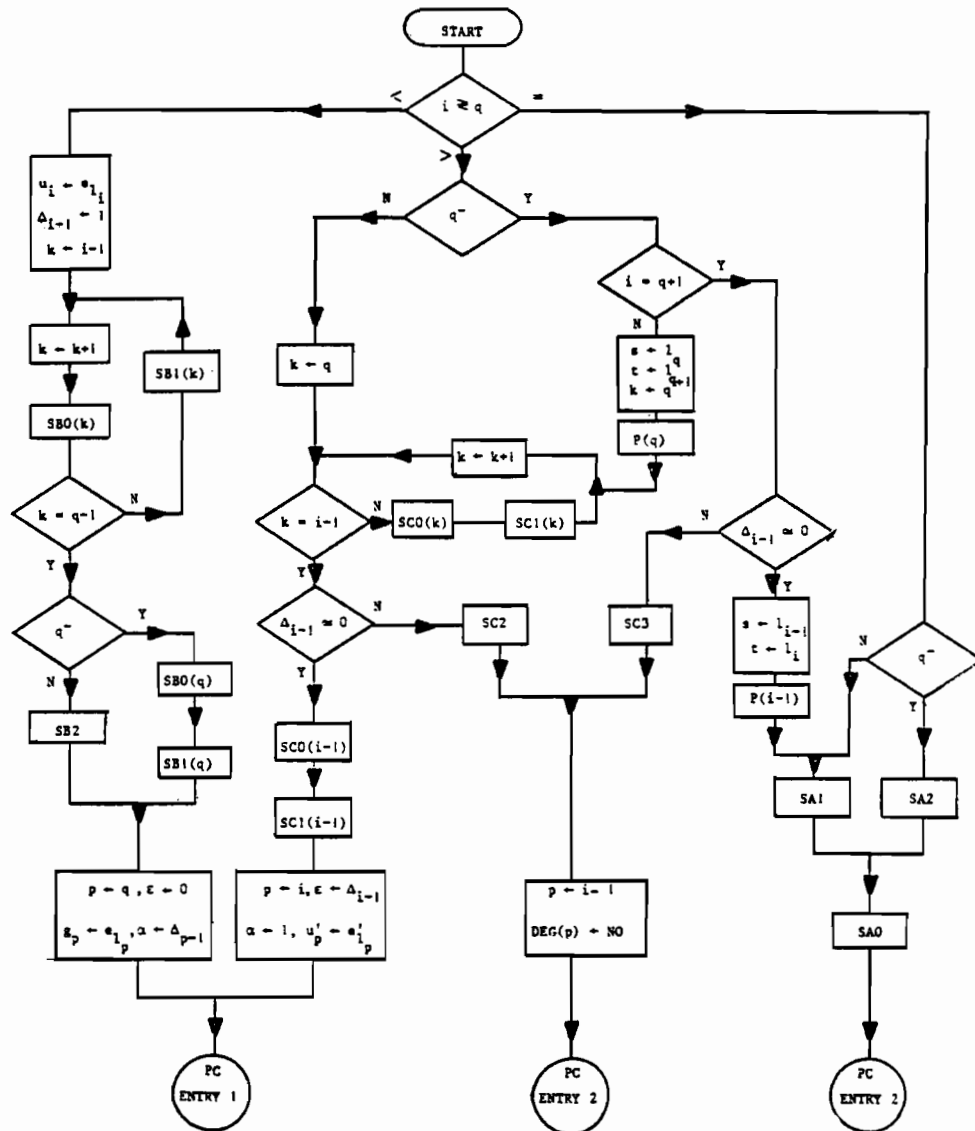 START
<
i ≷ q
=
>
N
q⁻
Y
u_i ← e_{l_i}
Δ_{i+1} ← 1
k ← i-1
i = q+1
Y
N
k ← k+1
SB1(k)
k ← q
s ← l_q
t ← l_{q+1}
k ← q
SB0(k)
k ← k+1
P(q)
k = q-1
N
k = i-1
N
SC0(k)
SC1(k)
N
Δ_{i-1} ≃ 0
Y
Y
Y
q⁻
Y
Δ_{i-1} ≃ 0
N
SC2
SC3
s ← l_{i-1}
t ← l_i
N
q⁻
N
SB0(q)
Y
P(i-1)
Y
SB2
SC0(i-1)
SB1(q)
SA1
SA2
SC1(i-1)
p ← q , ε ← 0
g_p ← e_{l_p} , α ← Δ_{p-1}
p ← i, ε ← Δ_{i-1}
α ← 1, u'_p ← e'_{l_p}
p ← i-1
DEG(p) ← NO
SA0
PC
ENTRY 1
PC
ENTRY 2
PC
ENTRY 2